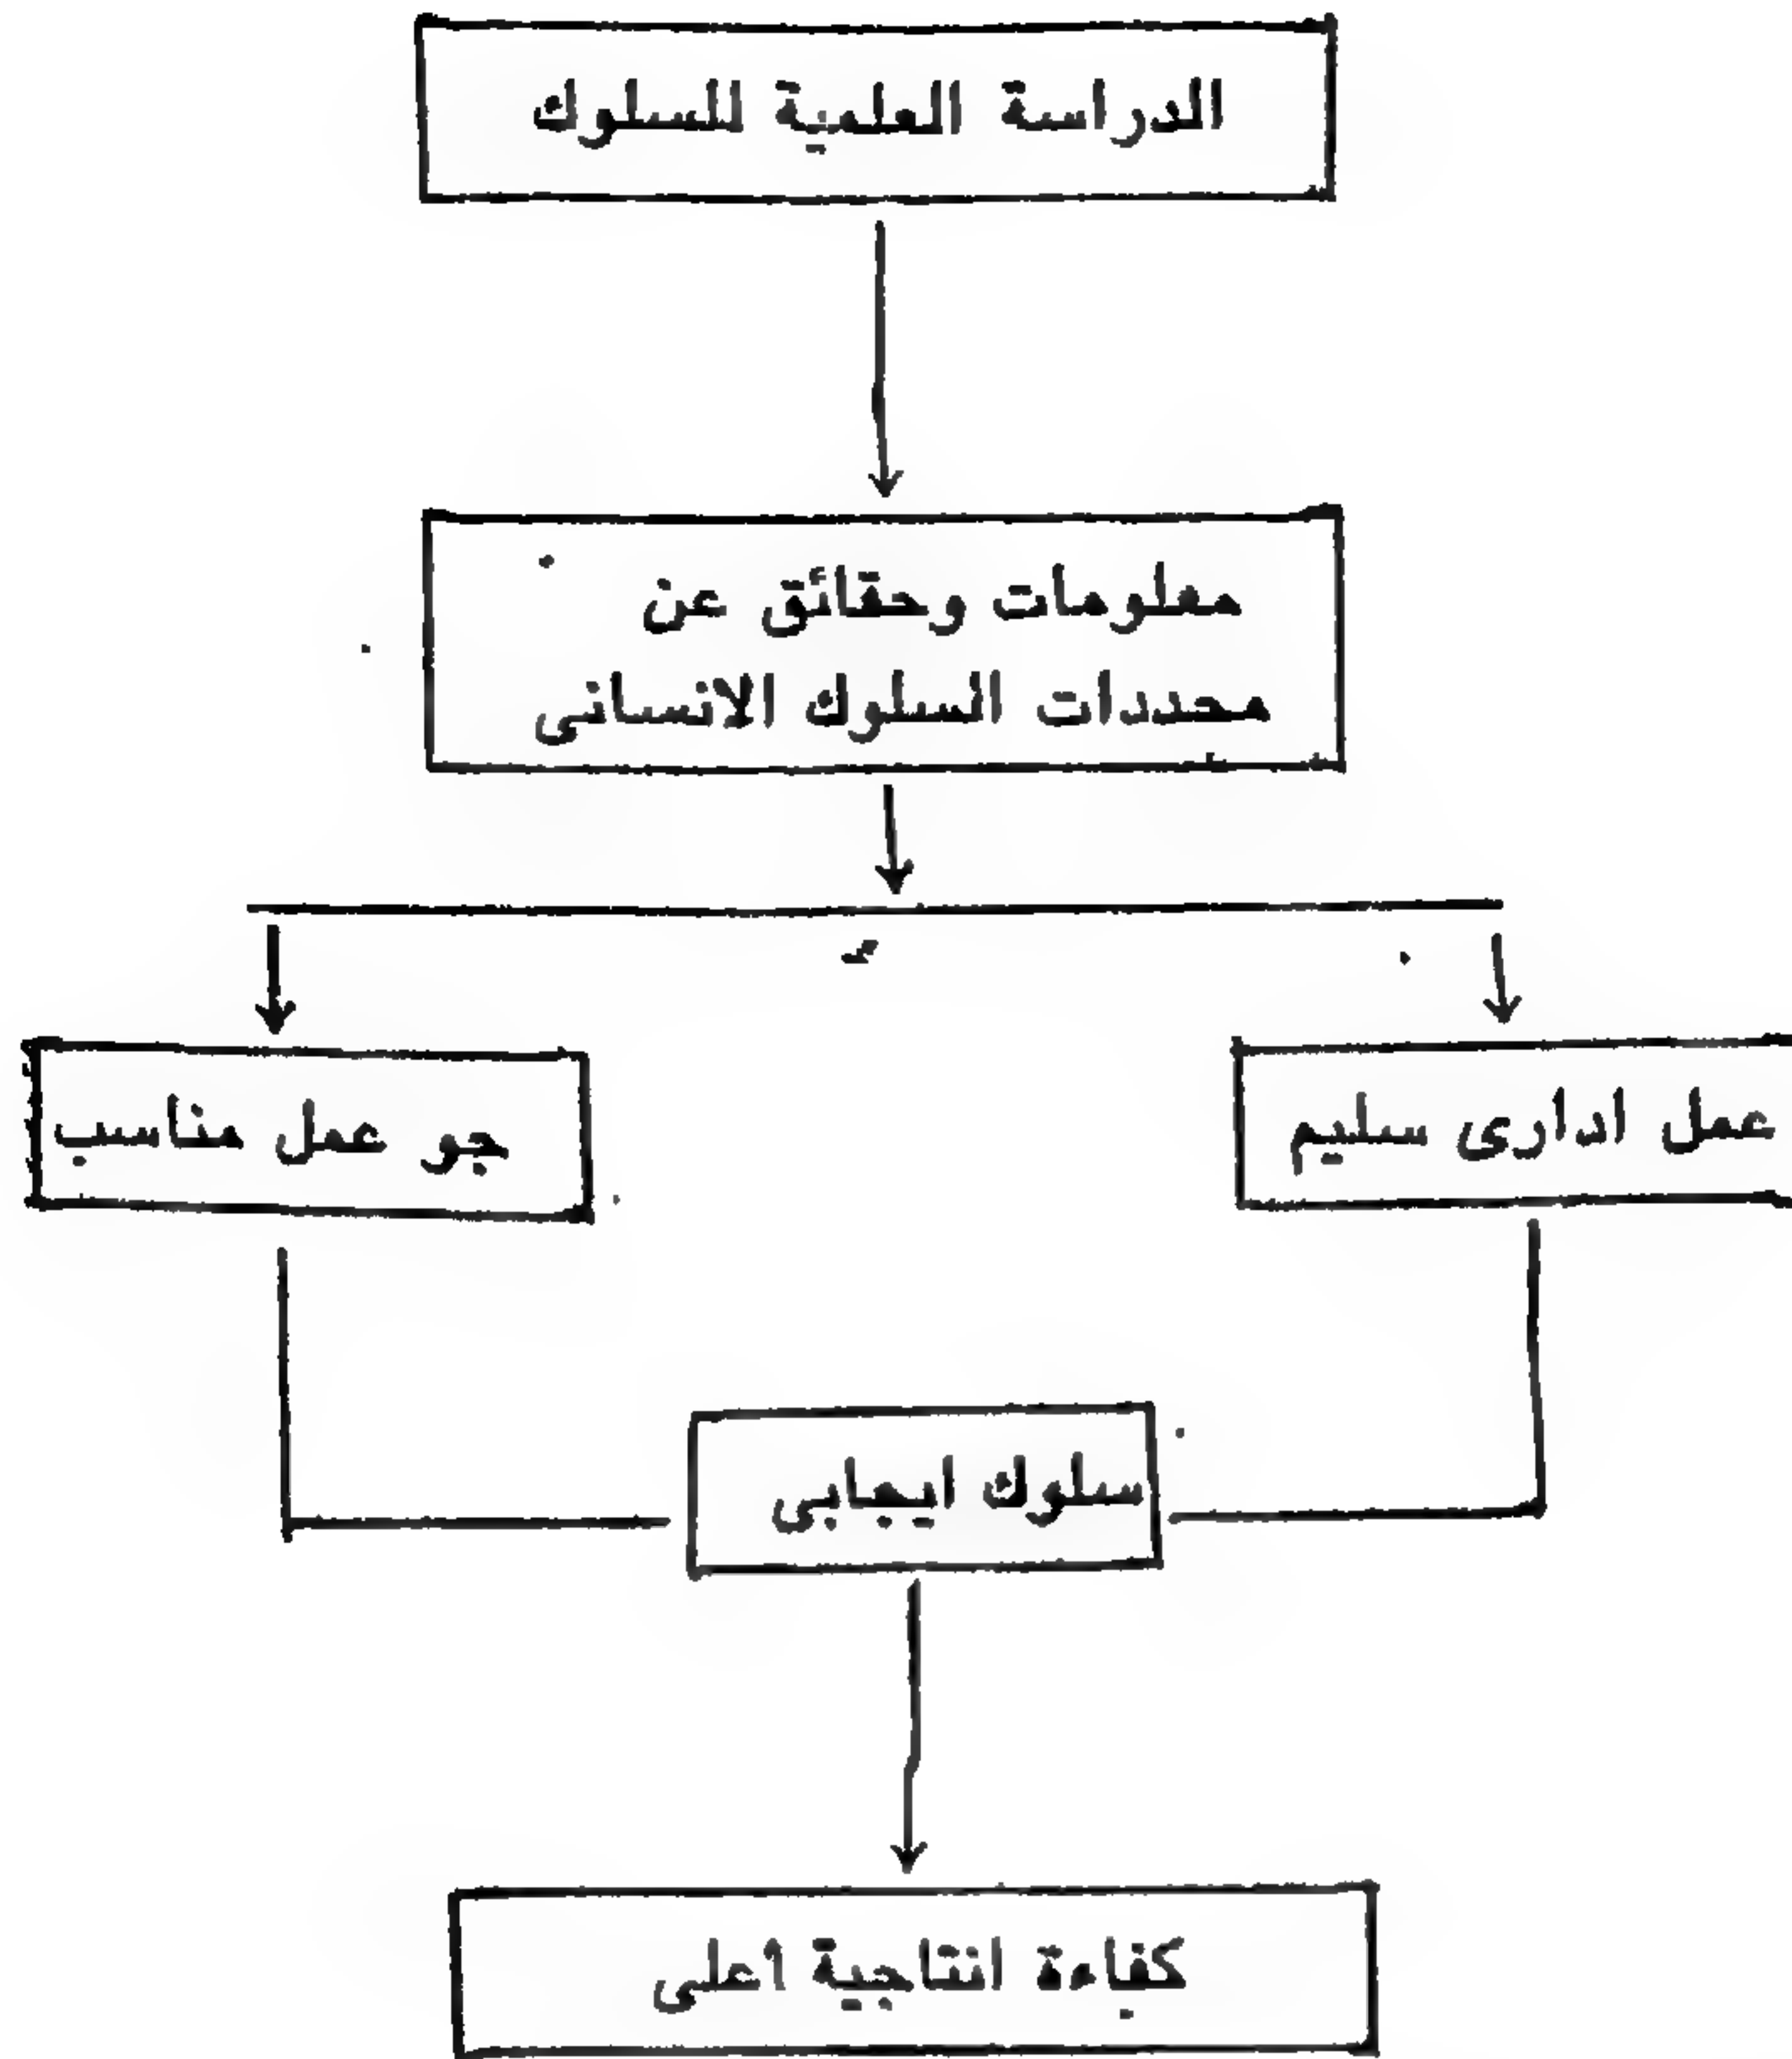 الدراسة العلمية للسلوك
معلومات وحقائق عن
محددات السلوك الانسانى
عمل ادارى سليم
جو عمل مناسب
سلوك ايجابى
كفاءة انتاجية أعلى